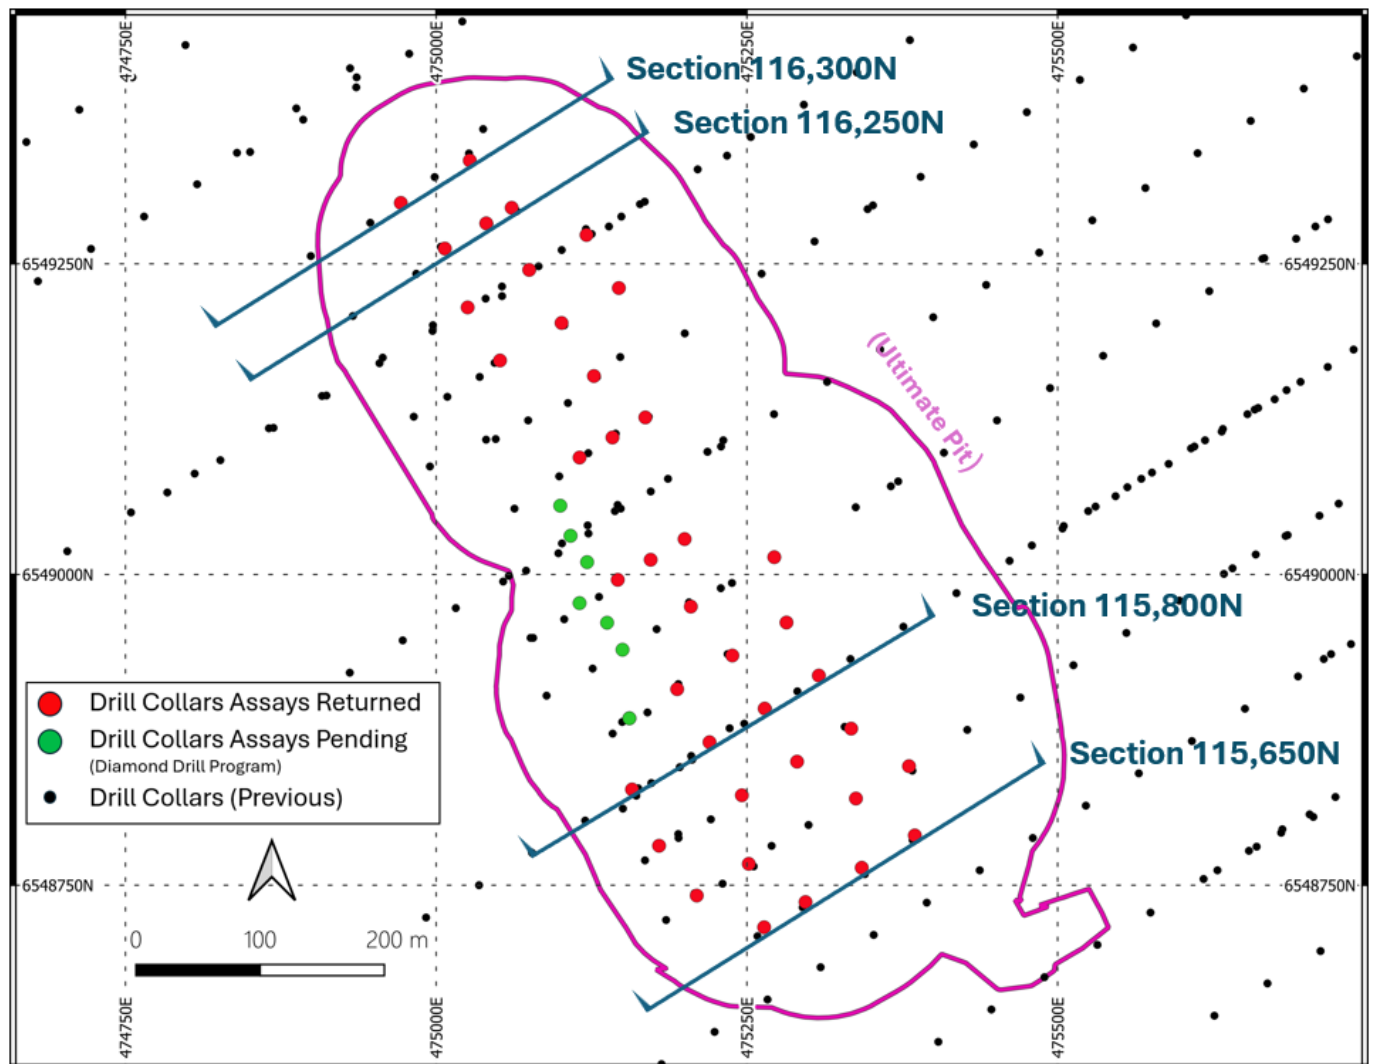 474750E
475000E
475250E
475500E
Section 116,300N
Section 116,250N
6549250N
6549250N
(Ultimate Pit)
6549000N
6549000N
Section 115,800N
Drill Collars Assays Returned
Drill Collars Assays Pending
(Diamond Drill Program)
Drill Collars (Previous)
Section 115,650N
6548750N
6548750N
0 100 200 m
474750E
475000E
475250E
475500E